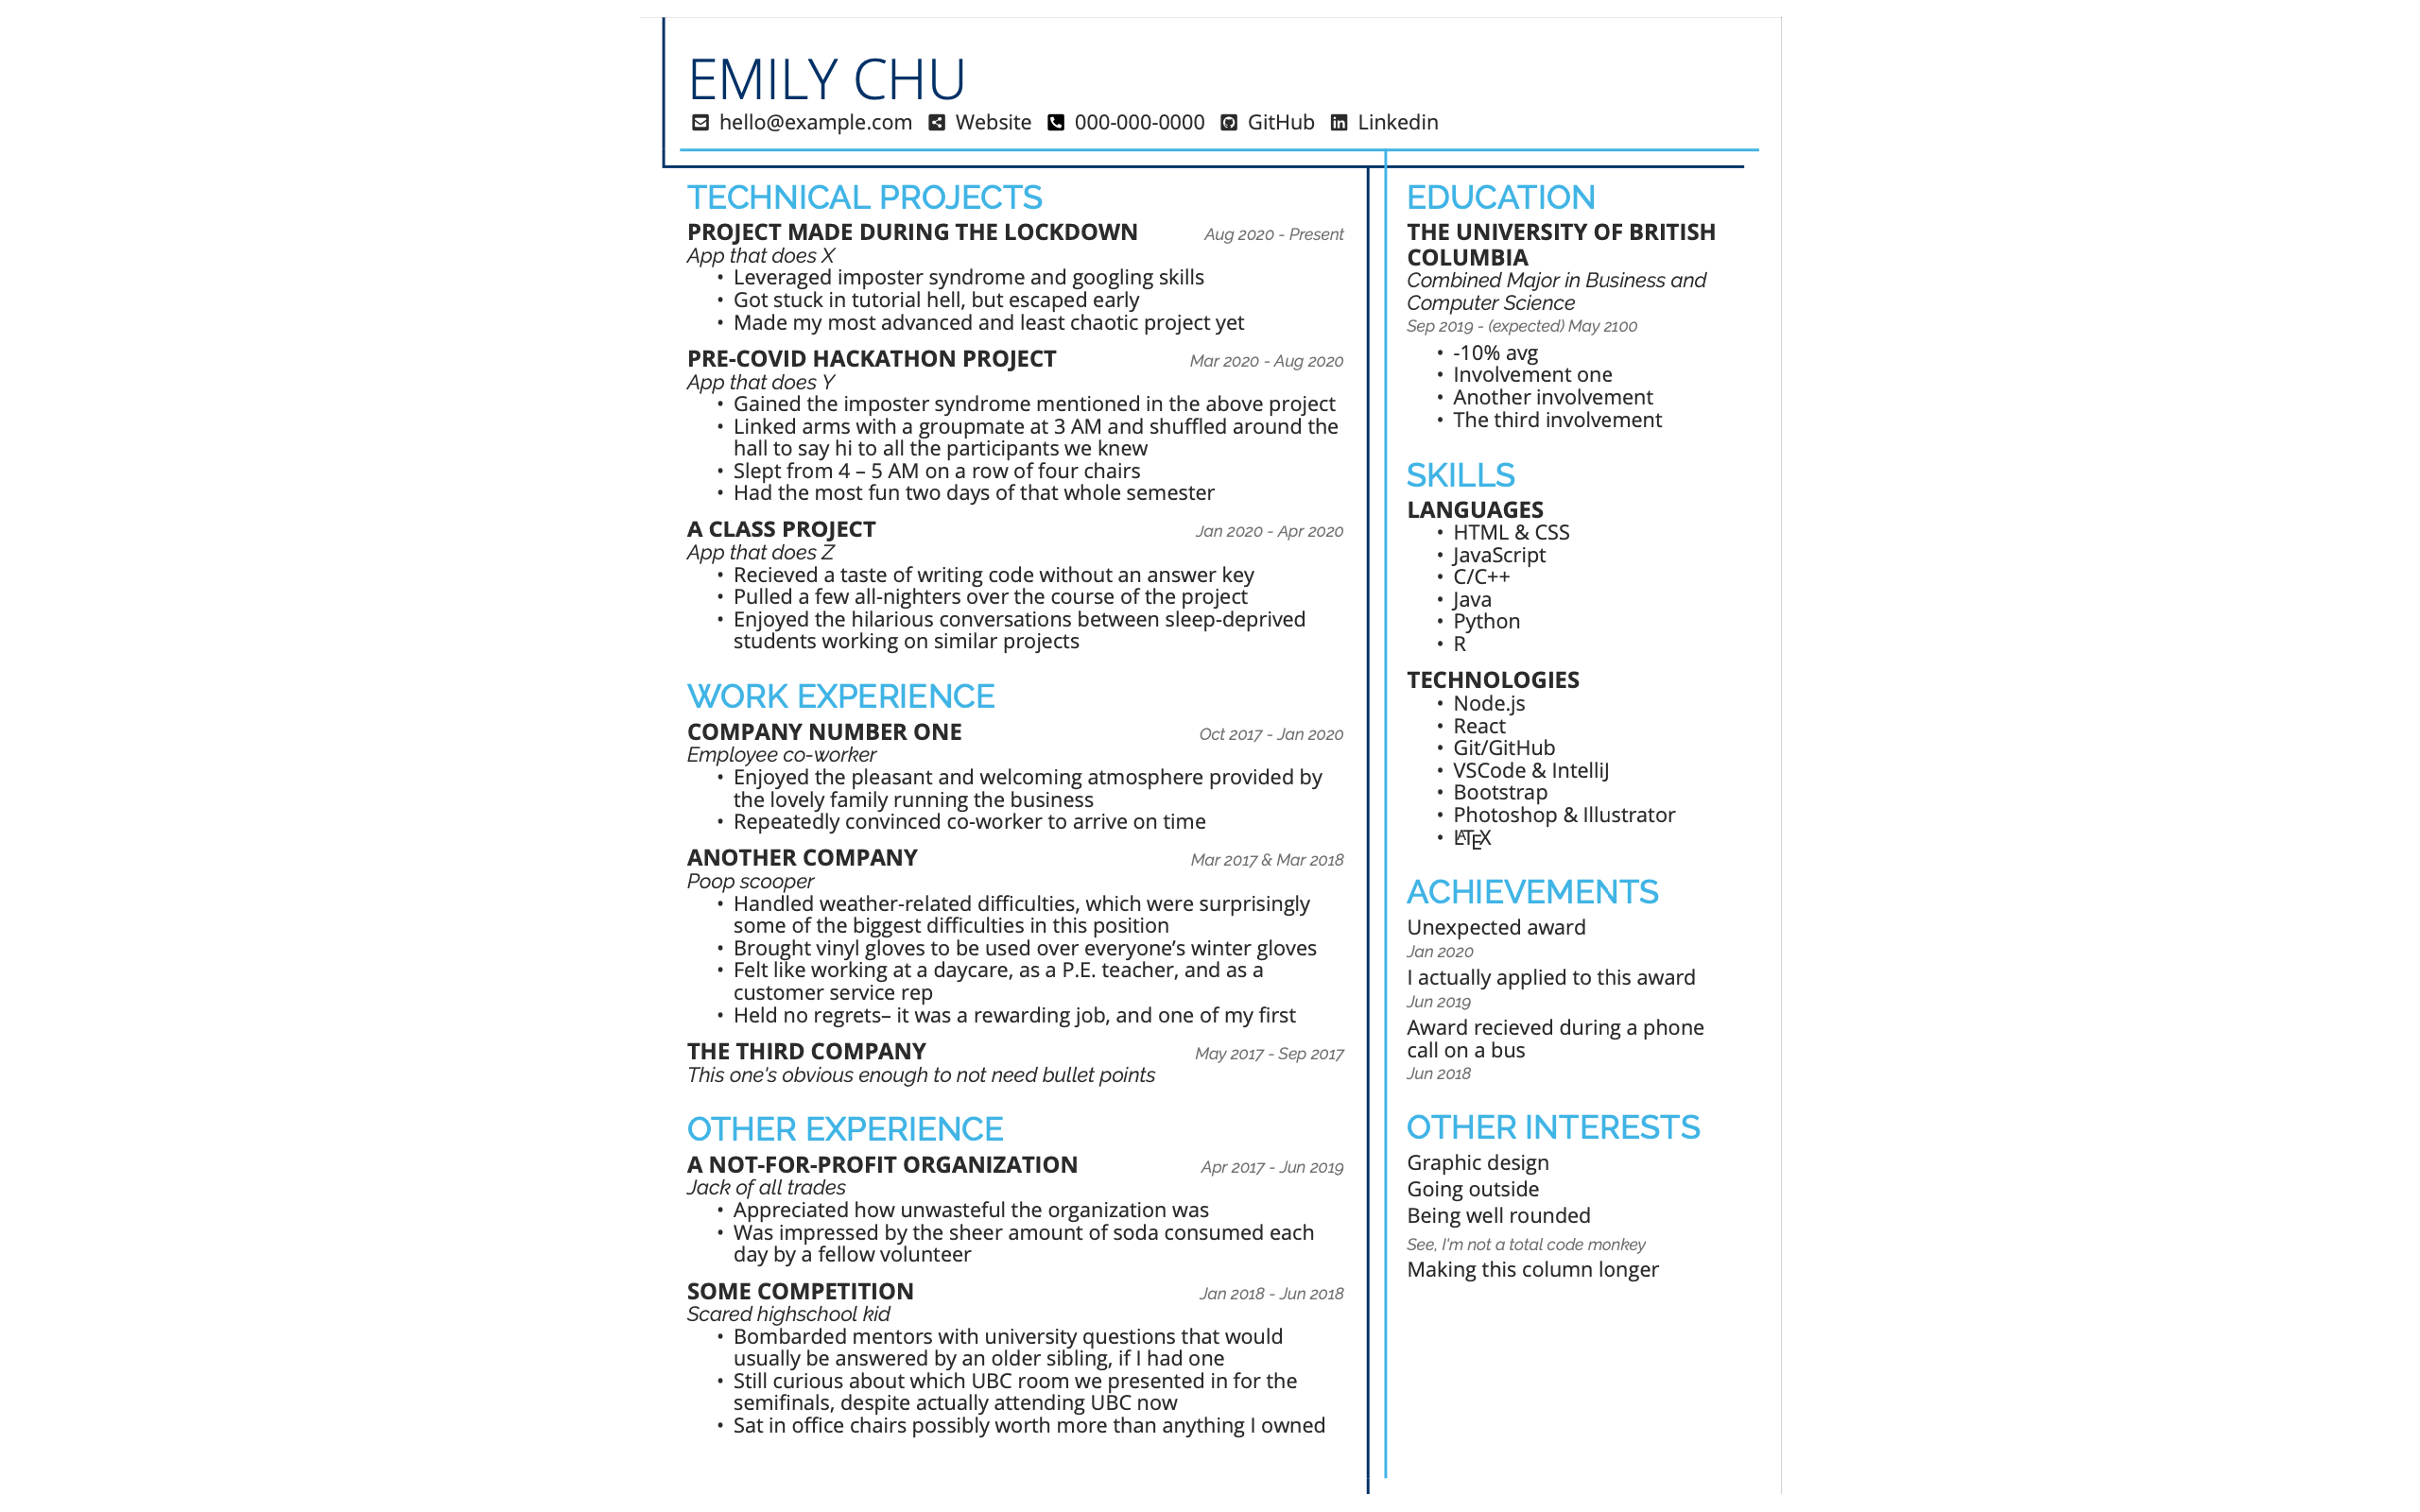 EMILY CHU
hello@example.com Website 000-000-0000 GitHub Linkedin
TECHNICAL PROJECTS
PROJECT MADE DURING THE LOCKDOWN Aug 2020 - Present
App that does X
• Leveraged imposter syndrome and googling skills
• Got stuck in tutorial hell, but escaped early
• Made my most advanced and least chaotic project yet
PRE-COVID HACKATHON PROJECT Mar 2020 - Aug 2020
App that does Y
• Gained the imposter syndrome mentioned in the above project
• Linked arms with a groupmate at 3 AM and shuffled around the
hall to say hi to all the participants we knew
• Slept from 4 – 5 AM on a row of four chairs
• Had the most fun two days of that whole semester
A CLASS PROJECT Jan 2020 - Apr 2020
App that does Z
• Recieved a taste of writing code without an answer key
• Pulled a few all-nighters over the course of the project
• Enjoyed the hilarious conversations between sleep-deprived
students working on similar projects
WORK EXPERIENCE
COMPANY NUMBER ONE Oct 2017 - Jan 2020
Employee co-worker
• Enjoyed the pleasant and welcoming atmosphere provided by
the lovely family running the business
• Repeatedly convinced co-worker to arrive on time
ANOTHER COMPANY Mar 2017 & Mar 2018
Poop scooper
• Handled weather-related difficulties, which were surprisingly
some of the biggest difficulties in this position
• Brought vinyl gloves to be used over everyone’s winter gloves
• Felt like working at a daycare, as a P.E. teacher, and as a
customer service rep
• Held no regrets– it was a rewarding job, and one of my first
THE THIRD COMPANY May 2017 - Sep 2017
This one's obvious enough to not need bullet points
OTHER EXPERIENCE
A NOT-FOR-PROFIT ORGANIZATION Apr 2017 - Jun 2019
Jack of all trades
• Appreciated how unwasteful the organization was
• Was impressed by the sheer amount of soda consumed each
day by a fellow volunteer
SOME COMPETITION Jan 2018 - Jun 2018
Scared highschool kid
• Bombarded mentors with university questions that would
usually be answered by an older sibling, if I had one
• Still curious about which UBC room we presented in for the
semifinals, despite actually attending UBC now
• Sat in office chairs possibly worth more than anything I owned
EDUCATION
THE UNIVERSITY OF BRITISH
COLUMBIA
Combined Major in Business and
Computer Science
Sep 2019 - (expected) May 2100
• -10% avg
• Involvement one
• Another involvement
• The third involvement
SKILLS
LANGUAGES
• HTML & CSS
• JavaScript
• C/C++
• Java
• Python
• R
TECHNOLOGIES
• Node.js
• React
• Git/GitHub
• VSCode & IntelliJ
• Bootstrap
• Photoshop & Illustrator
• LATEX
ACHIEVEMENTS
Unexpected award
Jan 2020
I actually applied to this award
Jun 2019
Award recieved during a phone
call on a bus
Jun 2018
OTHER INTERESTS
Graphic design
Going outside
Being well rounded
See, I'm not a total code monkey
Making this column longer